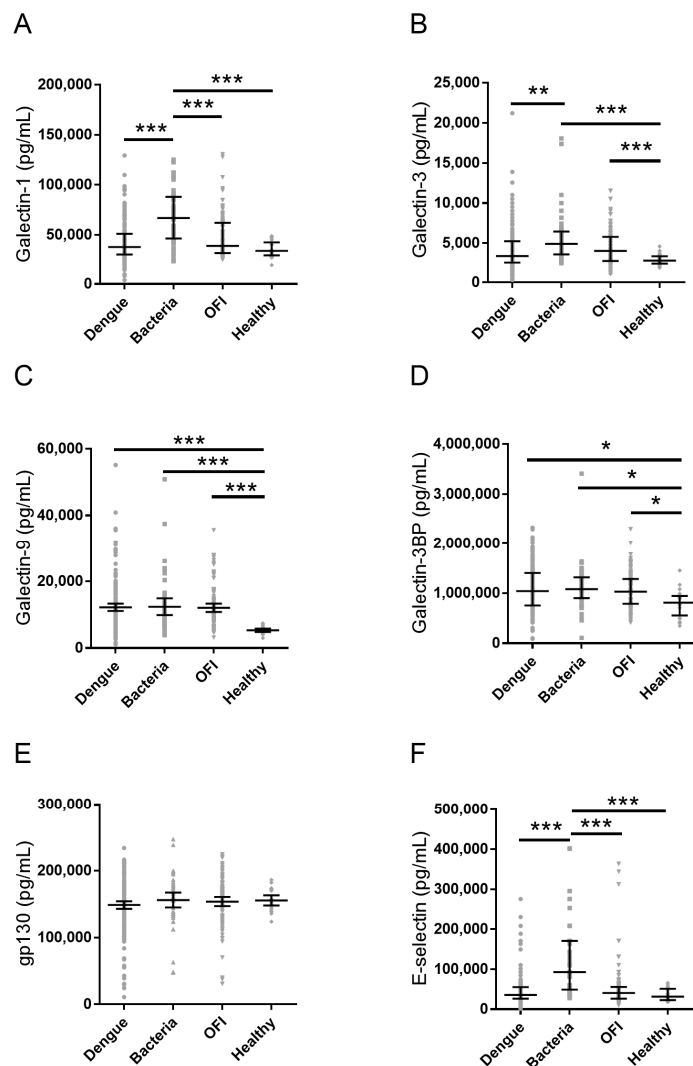 A
***
***
***
200,000
150,000
100,000
50,000
0
Galectin-1 (pg/mL)
Dengue
Bacteria
OFI
Healthy
B
**
***
***
25,000
20,000
15,000
10,000
5,000
0
Galectin-3 (pg/mL)
Dengue
Bacteria
OFI
Healthy
C
***
***
***
60,000
40,000
20,000
0
Galectin-9 (pg/mL)
Dengue
Bacteria
OFI
Healthy
D
*
*
*
4,000,000
3,000,000
2,000,000
1,000,000
0
Galectin-3BP (pg/mL)
Dengue
Bacteria
OFI
Healthy
E
300,000
200,000
100,000
0
gp130 (pg/mL)
Dengue
Bacteria
OFI
Healthy
F
***
***
***
500,000
400,000
300,000
200,000
100,000
0
E-selectin (pg/mL)
Dengue
Bacteria
OFI
Healthy